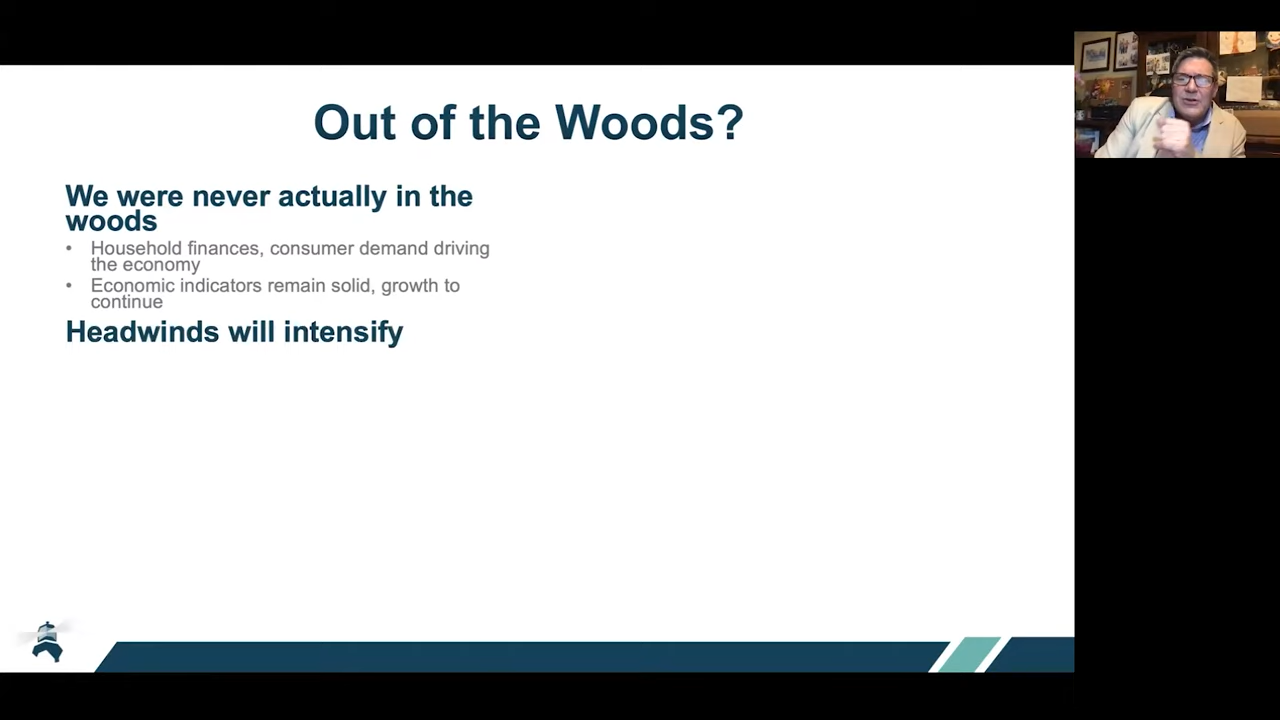 Out of the Woods?
We were never actually in the
woods
• Household finances, consumer demand driving
the economy
• Economic indicators remain solid, growth to
continue
Headwinds will intensify